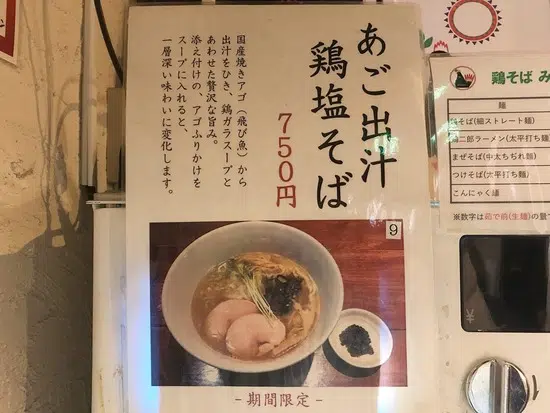 あご出汁
鶏塩そば
750円
国産焼きアゴ（飛び魚）から
出汁をひき、鶏ガラスープと
あわせた贅沢な旨み。
添え付けの、アゴふりかけを
スープに入れると、
一層深い味わいに変化します。
9
-期間限定-
鶏そば み
麺
そば(細ストレート麺)
二郎ラーメン(太平打ち麺
まぜそば(中太ちぢれ麺)
つけそば(太平打ち麺)
こんにゃく麺
※数字は茹で前(生麺)の
¥